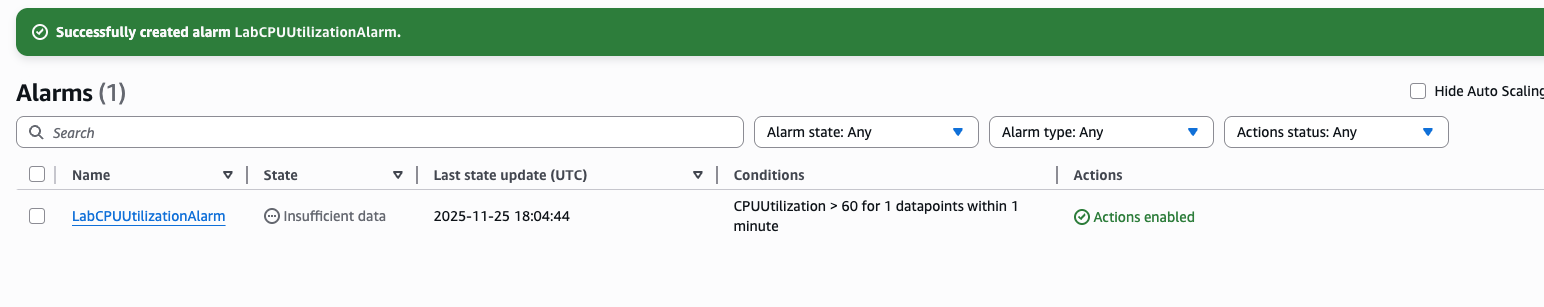 Successfully created alarm LabCPUUtilizationAlarm.
Alarms (1)
Hide Auto Scaling
Search
Alarm state: Any
Alarm type: Any
Actions status: Any
Name State Last state update (UTC) Conditions Actions
LabCPUUtilizationAlarm Insufficient data 2025-11-25 18:04:44 CPUUtilization > 60 for 1 datapoints within 1
minute
Actions enabled